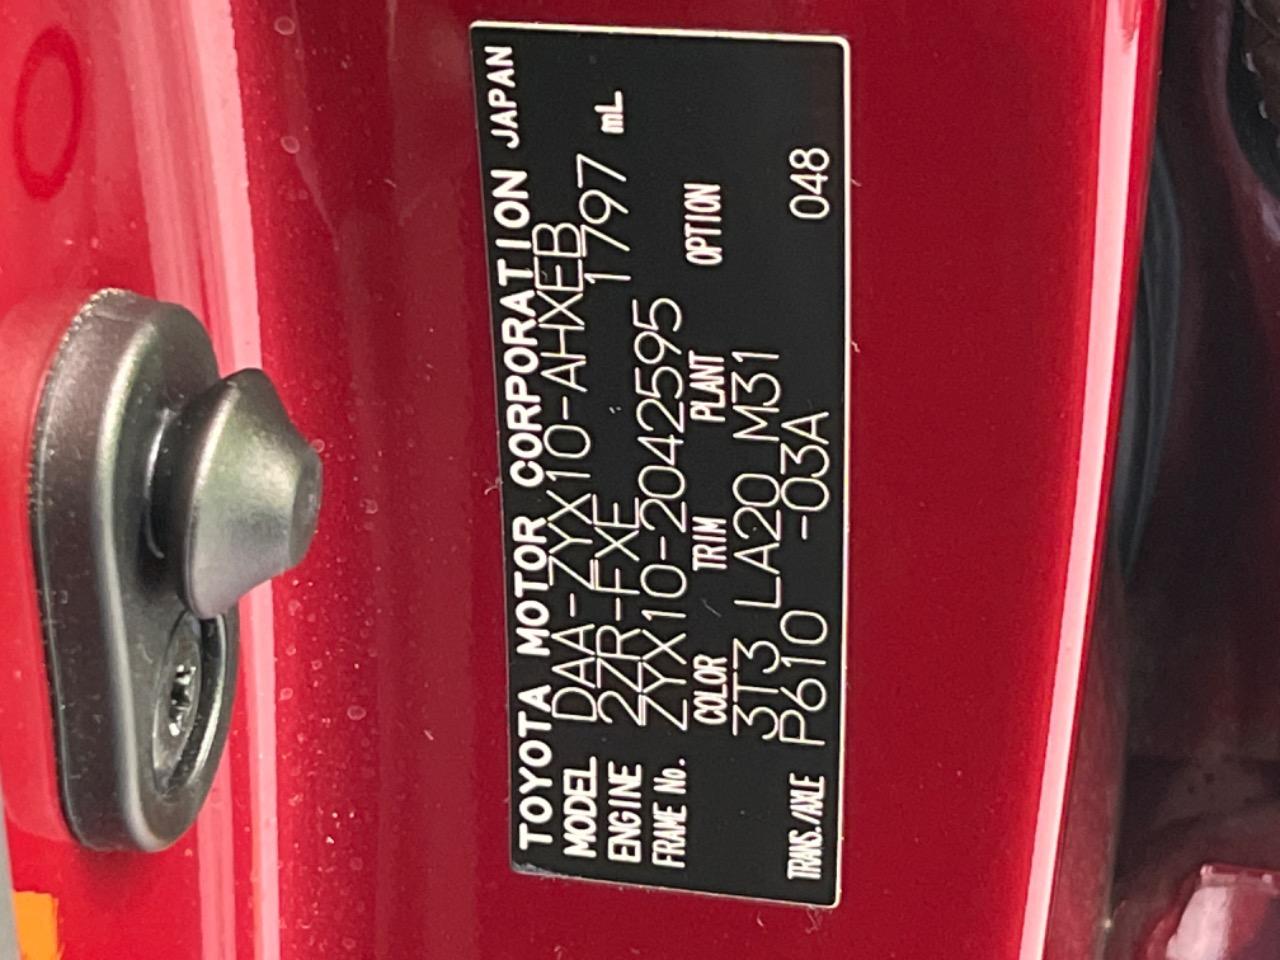 TOYOTA MOTOR CORPORATION JAPAN
MODEL DAA-ZYX10-AHXEB
ENGINE 2ZR-FXE 1797 mL
FRAME No. ZYX10-2042595
COLOR TRIM PLANT OPTION
3T3 LA20 M31
TRANS./AXLE P610 -03A 048